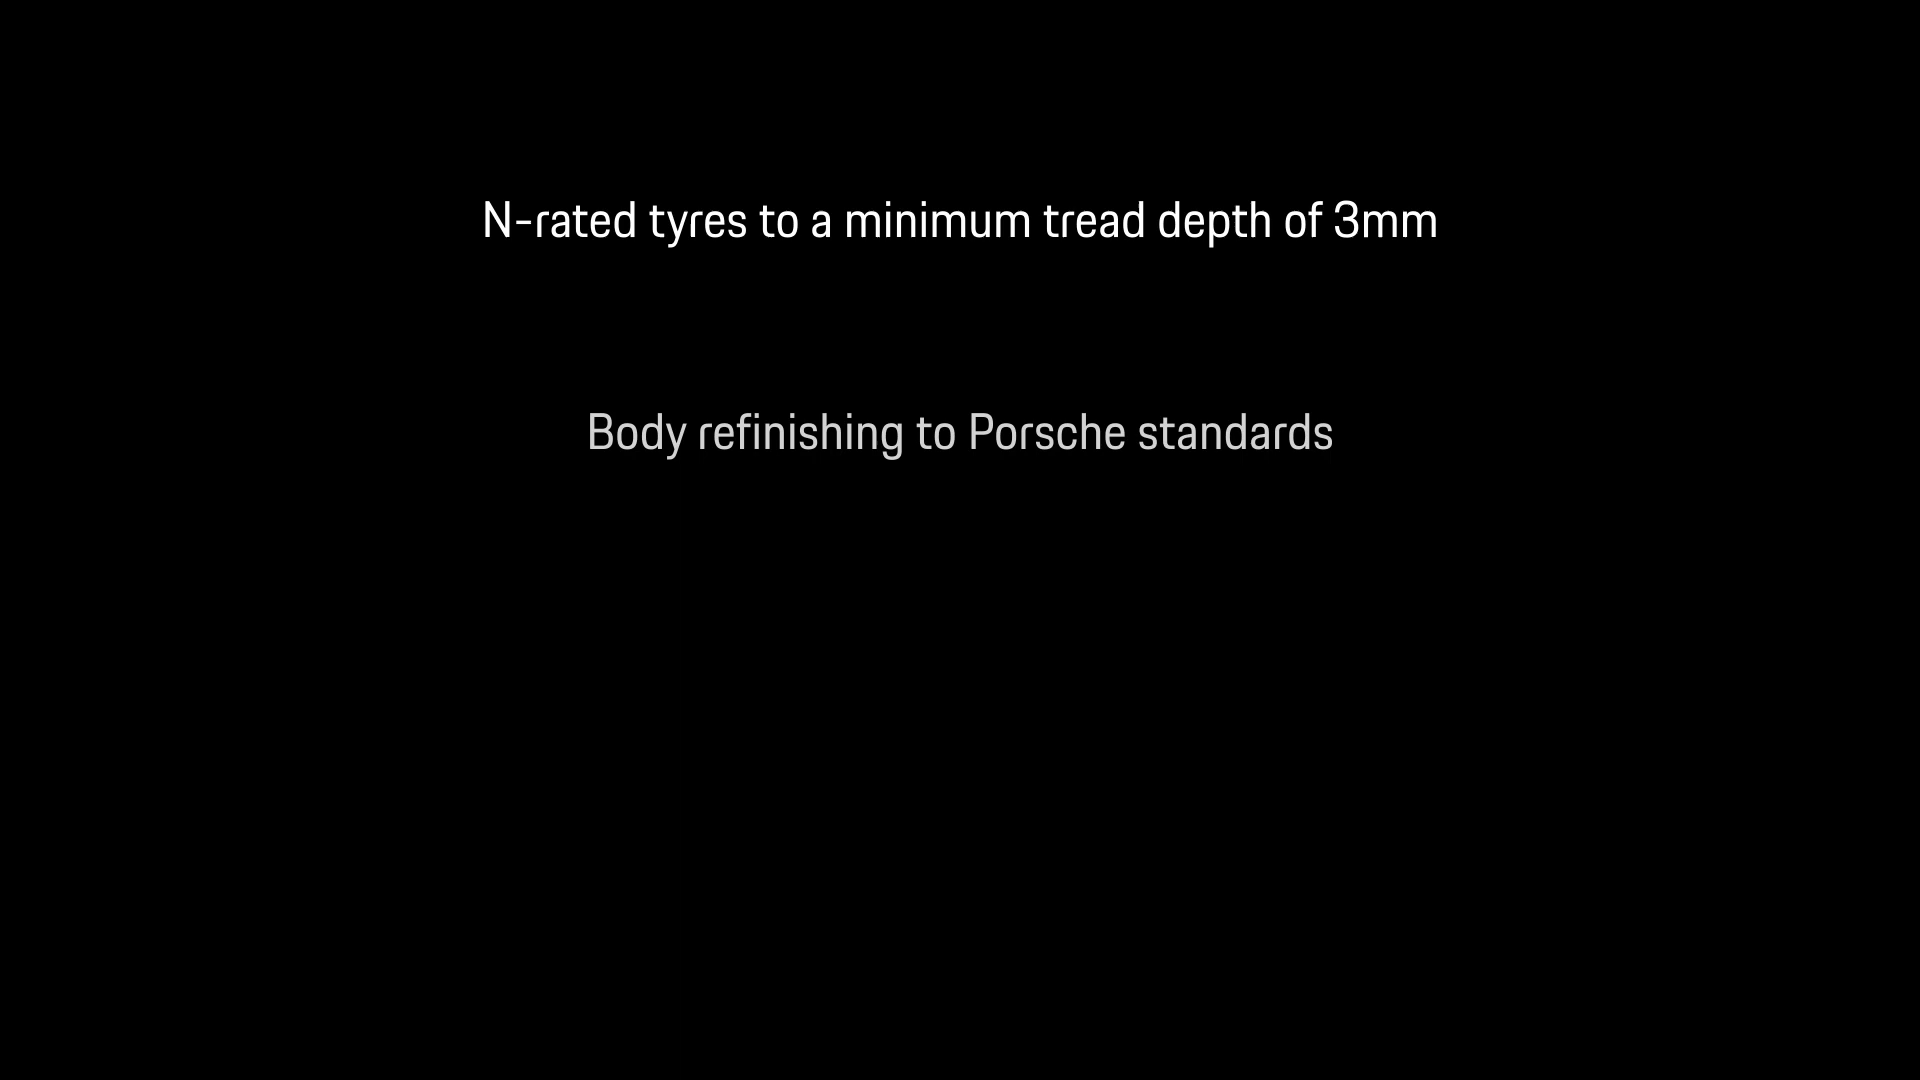 N-rated tyres to a minimum tread depth of 3mm
Body refinishing to Porsche standards